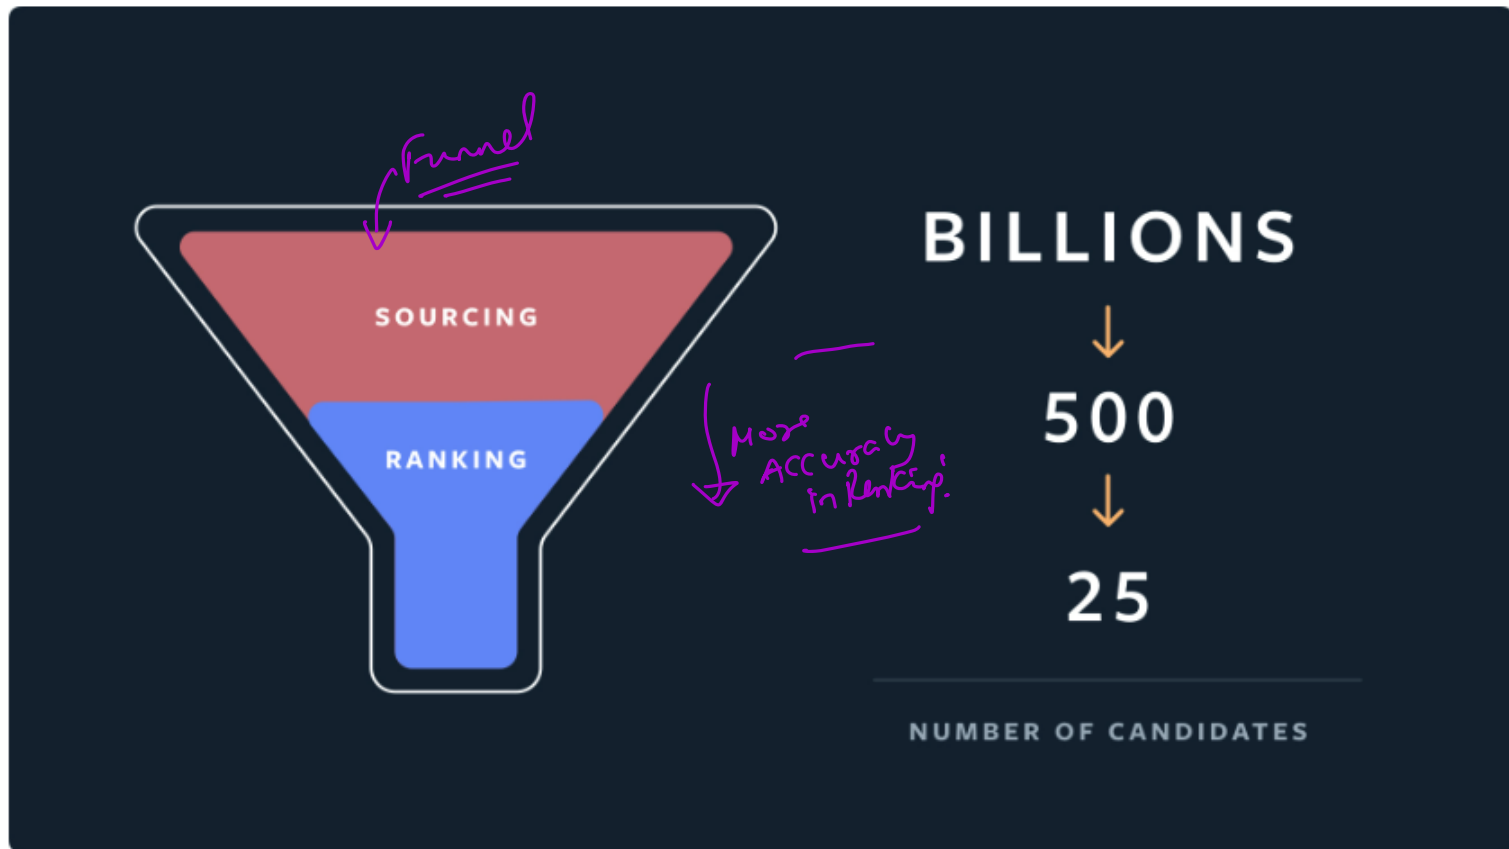 Funnel
SOURCING
RANKING
More
Accuracy
in Ranking!
BILLIONS
500
25
NUMBER OF CANDIDATES